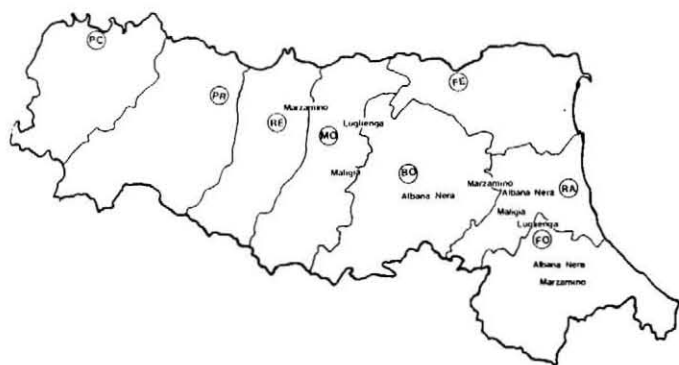 PC
FE
PR
Marzamino
RE
Luglienga
MO
Maligia
BO
Marzamino
RA
Albana Nera
Albana Nera
Maligia
Luglienga
FO
Albana Nera
Marzamino